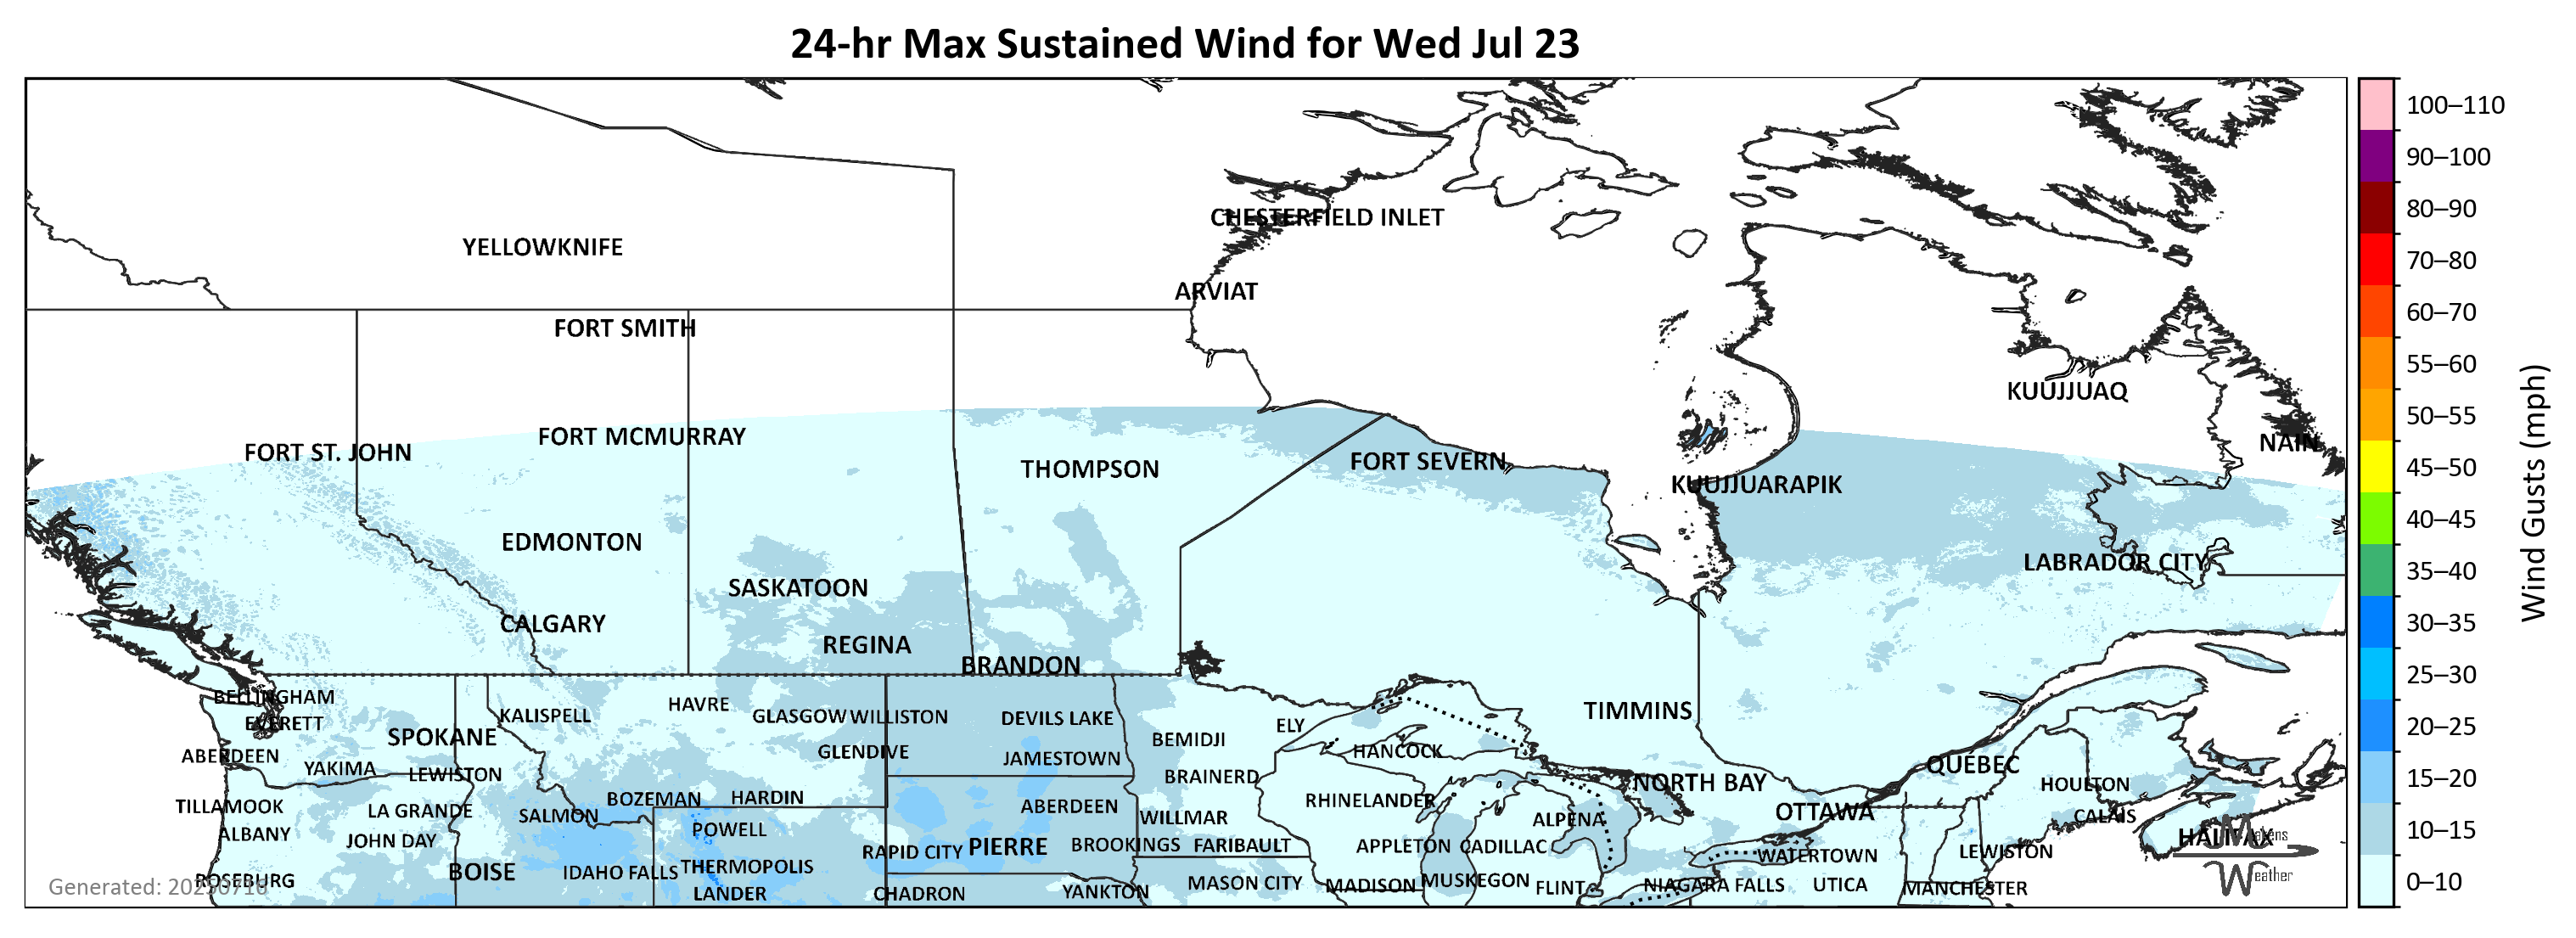 24-hr Max Sustained Wind for Wed Jul 23
100–110
90–100
CHESTERFIELD INLET
80–90
YELLOWKNIFE
70–80
ARVIAT
FORT SMITH
60–70
55–60
KUUJJUAQ
50–55
FORT MCMURRAY
NAIN
FORT ST. JOHN
FORT SEVERN
THOMPSON
45–50
KUUJJUARAPIK
40–45
Wind Gusts (mph)
EDMONTON
LABRADOR CITY
35–40
SASKATOON
CALGARY
30–35
REGINA
BRANDON
25–30
BELLINGHAM
HAVRE
TIMMINS
KALISPELL
GLASGOW
WILLISTON
DEVILS LAKE
EVERETT
ELY
20–25
SPOKANE
BEMIDJI
GLENDIVE
HANCOCK
ABERDEEN
JAMESTOWN
QUÉBEC
YAKIMA
LEWISTON
BRAINERD
15–20
NORTH BAY
HOULTON
BOZEMAN
HARDIN
RHINELANDER
TILLAMOOK
ABERDEEN
LA GRANDE
OTTAWA
SALMON
WILLMAR
ALPENA
CALAIS
10–15
POWELL
ALBANY
HALIFAX
Makens
JOHN DAY
PIERRE
BROOKINGS
FARIBAULT
APPLETON
CADILLAC
RAPID CITY
LEWISTON
WATERTOWN
THERMOPOLIS
BOISE
IDAHO FALLS
Weather
ROSEBURG
MUSKEGON
0–10
MASON CITY
MADISON
NIAGARA FALLS
UTICA
Generated: 20250716
FLINT
MANCHESTER
YANKTON
LANDER
CHADRON